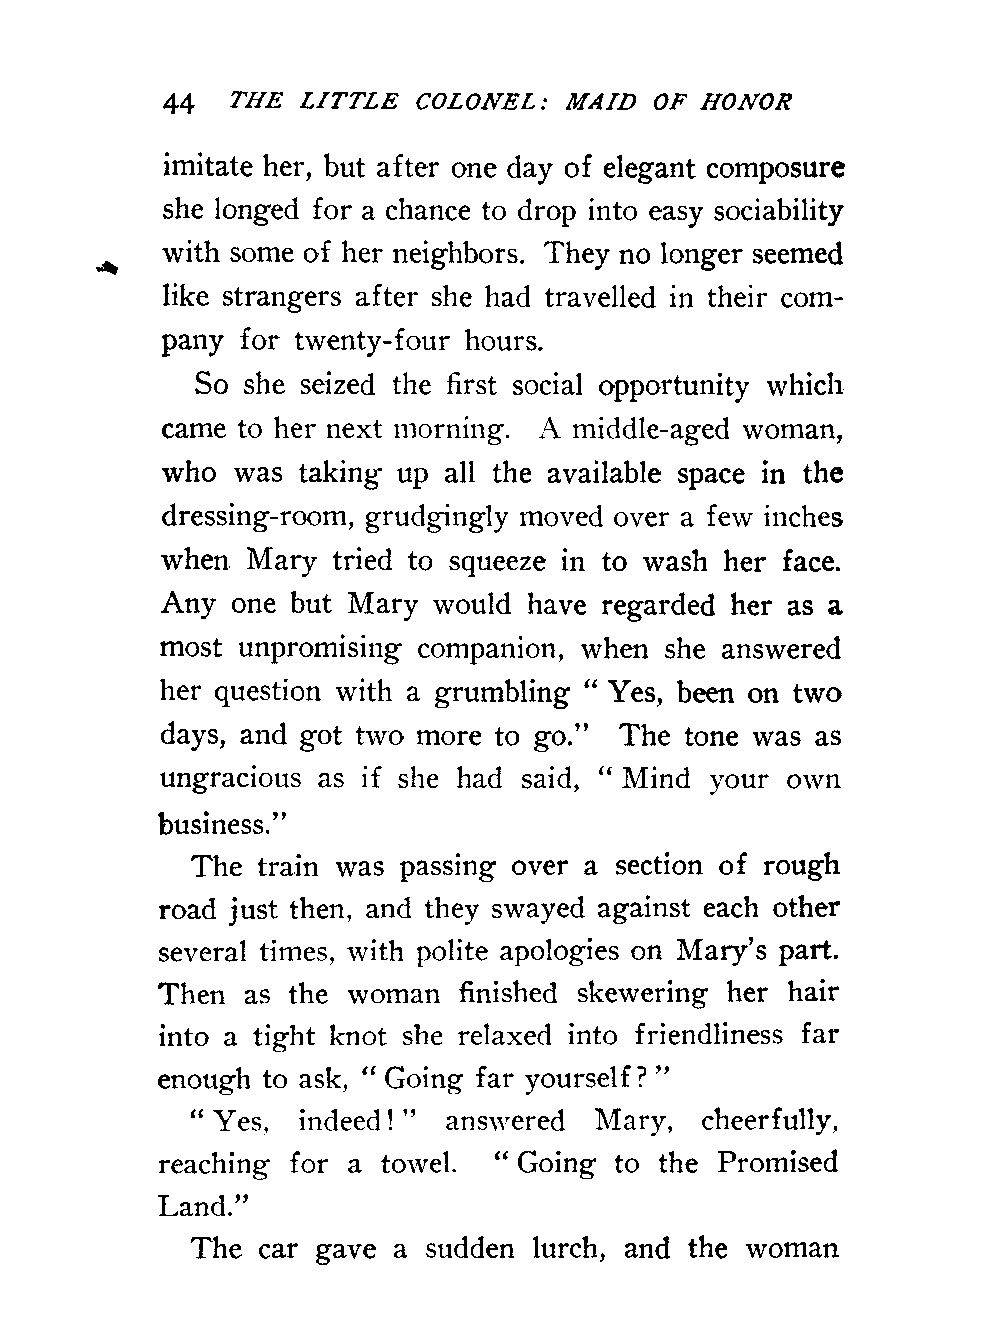 44 THE LITTLE COLONEL: MAID OF HONOR
imitate her, but after one day of elegant composure
she longed for a chance to drop into easy sociability
with some of her neighbors. They no longer seemed
like strangers after she had travelled in their com-
pany for twenty-four hours.
So she seized the first social opportunity which
came to her next morning. A middle-aged woman,
who was taking up all the available space in the
dressing-room, grudgingly moved over a few inches
when Mary tried to squeeze in to wash her face.
Any one but Mary would have regarded her as a
most unpromising companion, when she answered
her question with a grumbling “ Yes, been on two
days, and got two more to go.” The tone was as
ungracious as if she had said, “ Mind your own
business.”
The train was passing over a section of rough
road just then, and they swayed against each other
several times, with polite apologies on Mary’s part.
Then as the woman finished skewering her hair
into a tight knot she relaxed into friendliness far
enough to ask, “ Going far yourself? ”
“ Yes, indeed! ” answered Mary, cheerfully,
reaching for a towel. “ Going to the Promised
Land.”
The car gave a sudden lurch, and the woman